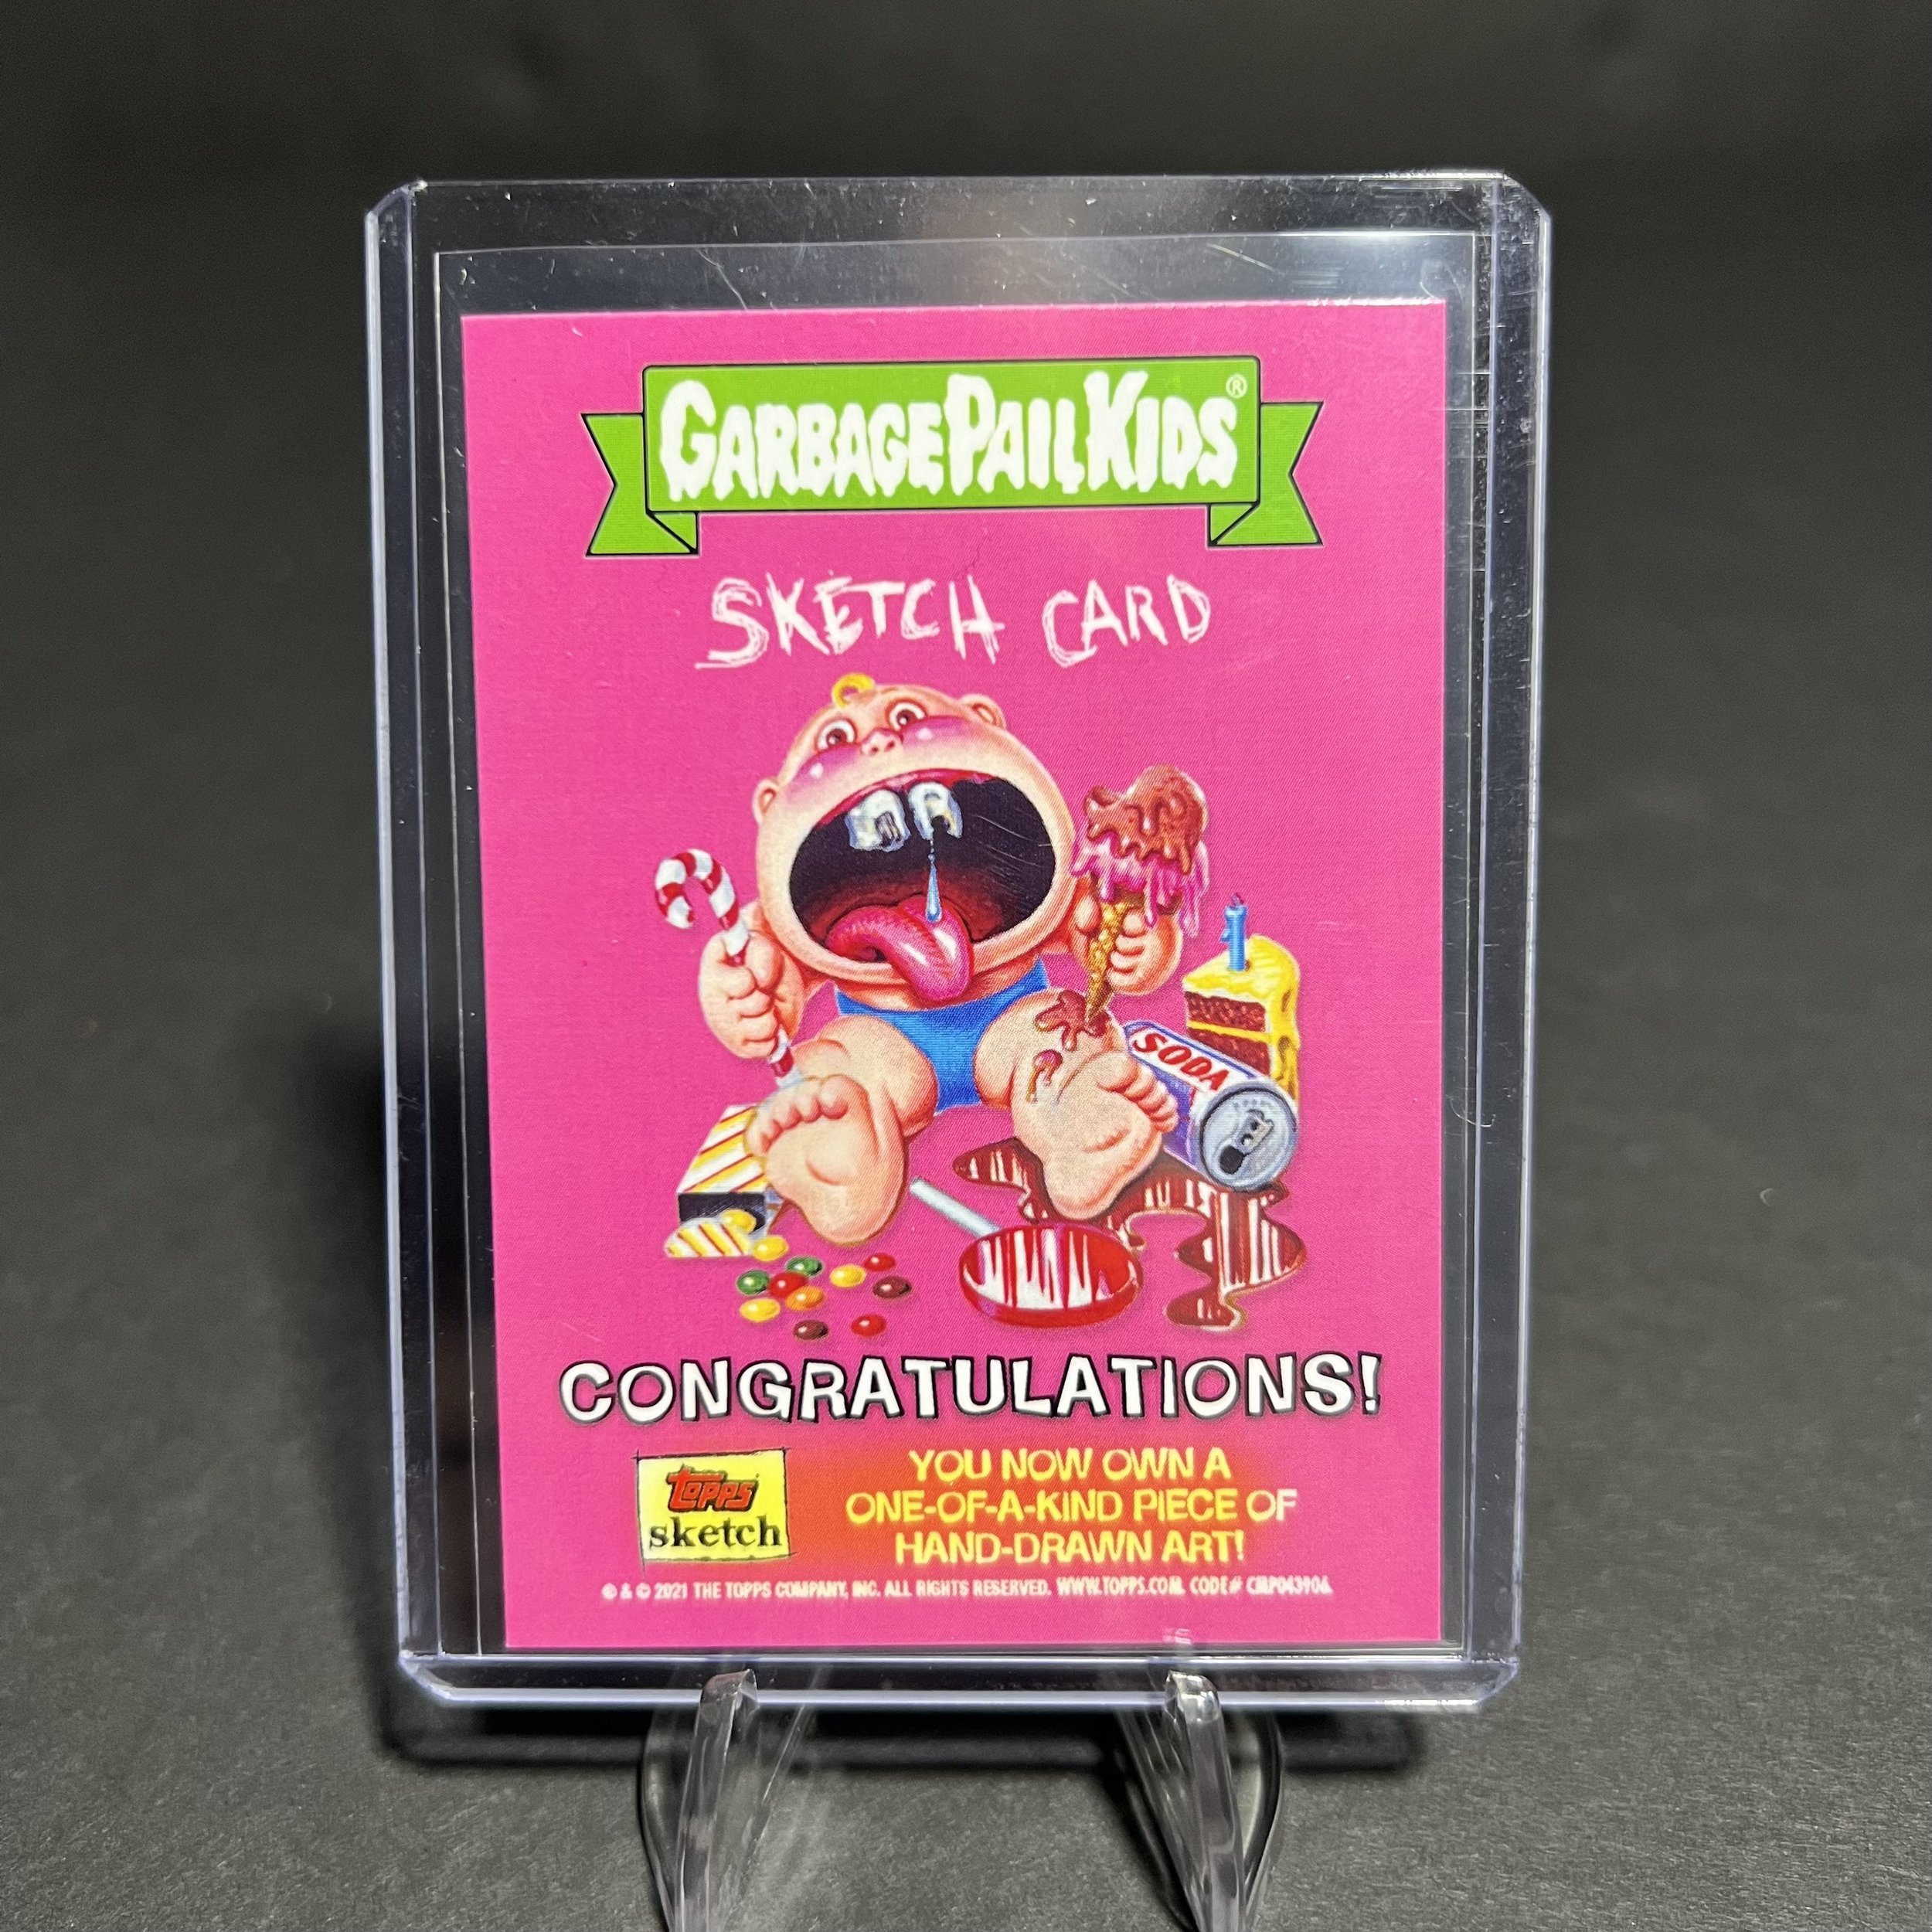 GARBAGE PAIL KIDS®
SKETCH CARD
SODA
CONGRATULATIONS!
TOPPS
sketch
YOU NOW OWN A
ONE-OF-A-KIND PIECE OF
HAND-DRAWN ART!
® & © 2021 THE TOPPS COMPANY, INC. ALL RIGHTS RESERVED. WWW.TOPPS.COM. CODE#